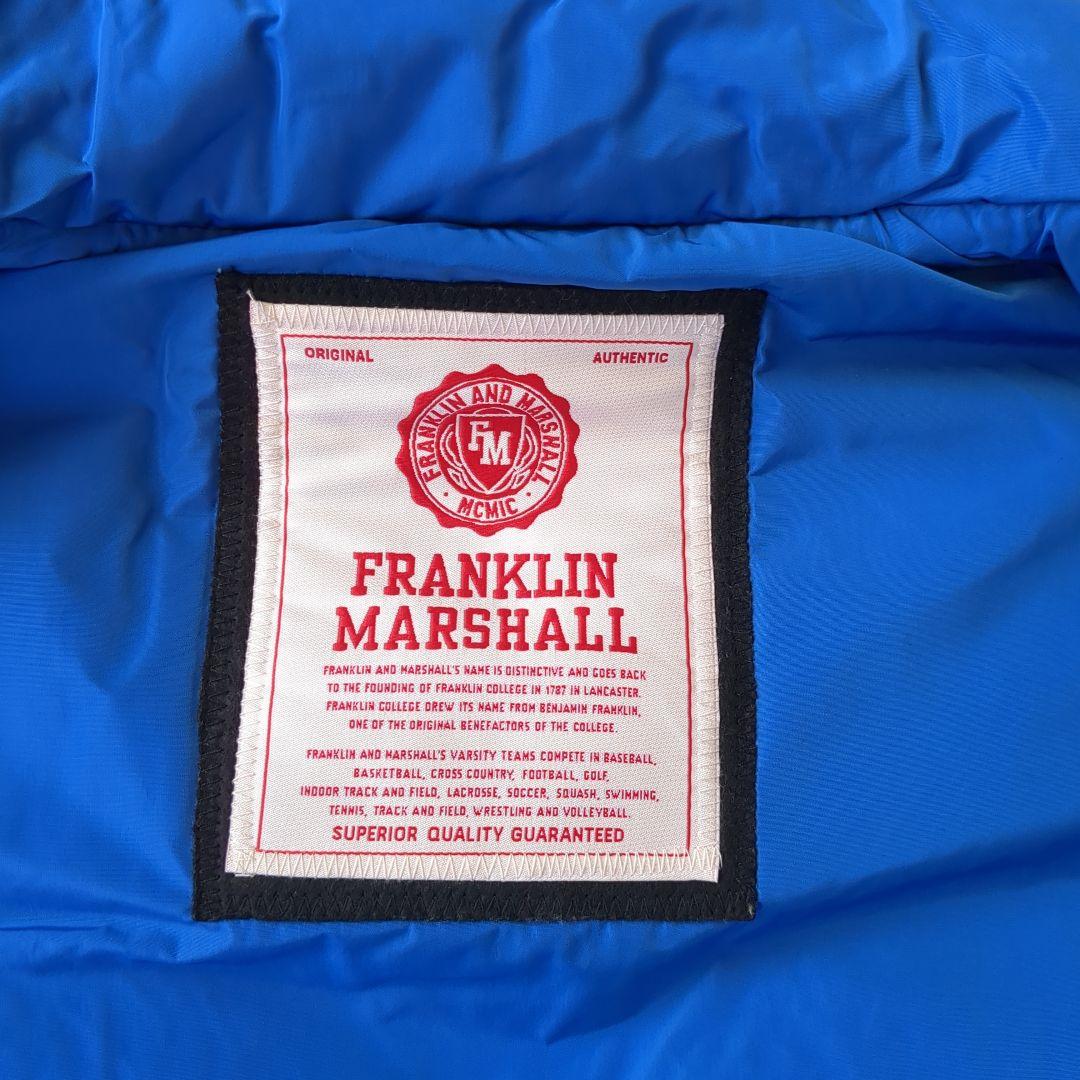 ORIGINAL AUTHENTIC
FRANKLIN AND MARSHALL
FM
· MCMIC ·
FRANKLIN
MARSHALL
FRANKLIN AND MARSHALL'S NAME IS DISTINCTIVE AND GOES BACK
TO THE FOUNDING OF FRANKLIN COLLEGE IN 1787 IN LANCASTER.
FRANKLIN COLLEGE DREW ITS NAME FROM BENJAMIN FRANKLIN,
ONE OF THE ORIGINAL BENEFACTORS OF THE COLLEGE.
FRANKLIN AND MARSHALL'S VARSITY TEAMS COMPETE IN BASEBALL,
BASKETBALL, CROSS COUNTRY, FOOTBALL, GOLF,
INDOOR TRACK AND FIELD, LACROSSE, SOCCER, SQUASH, SWIMMING,
TENNIS, TRACK AND FIELD, WRESTLING AND VOLLEYBALL.
SUPERIOR QUALITY GUARANTEED